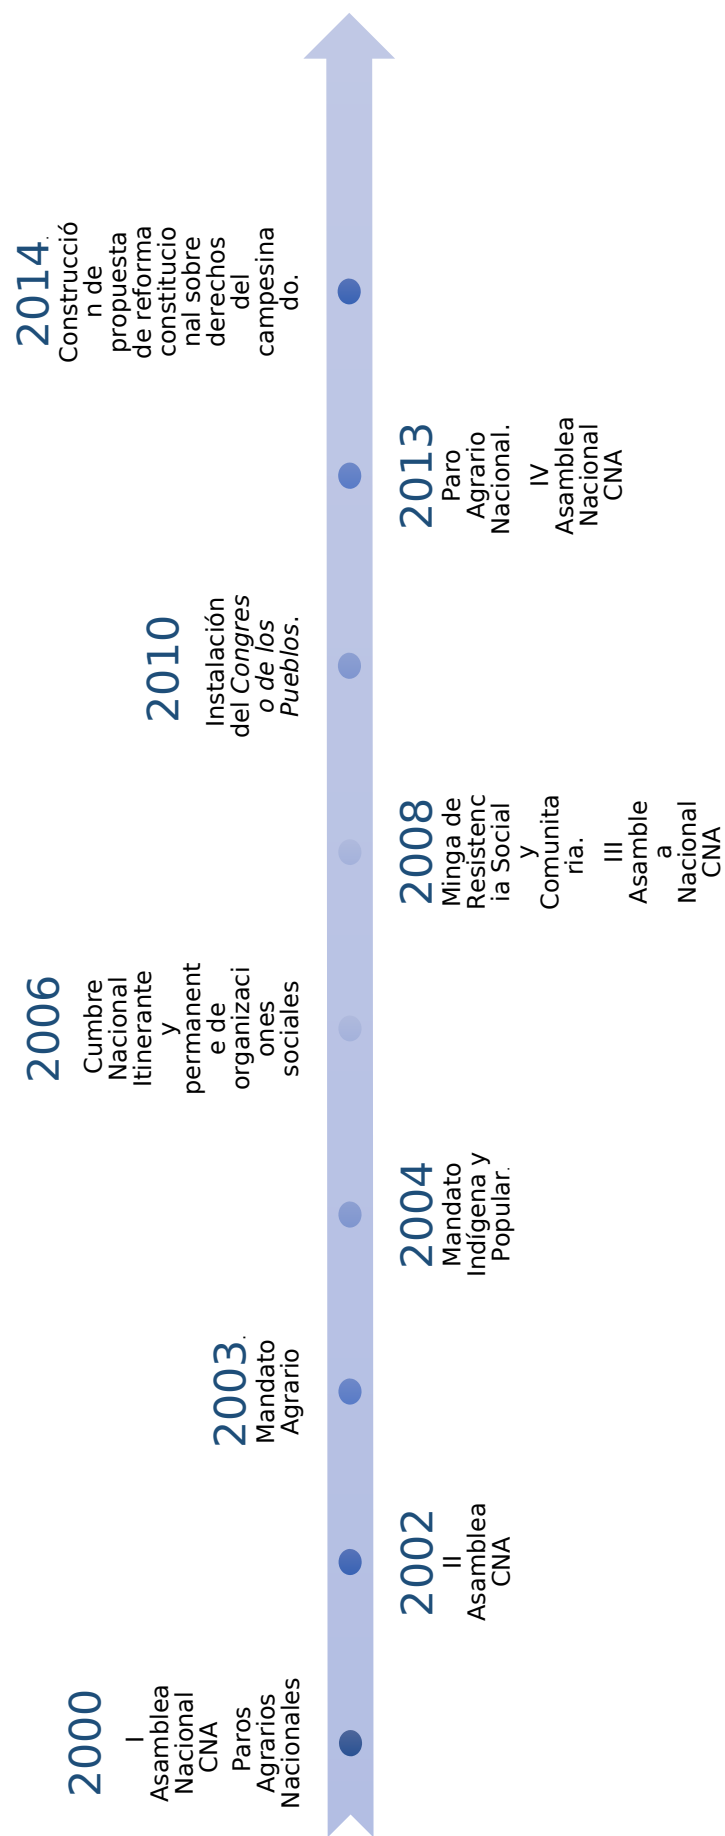 2000
I
Asamblea
Nacional
CNA
Paros
Agrarios
Nacionales
2002
II
Asamblea
CNA
2003.
Mandato
Agrario
2004
Mandato
Indígena y
Popular.
2006
Cumbre
Nacional
Itinerante
y
permanent
e de
organizaci
ones
sociales
2008
Minga de
Resistenc
ia Social
y
Comunita
ria.
III
Asamble
a
Nacional
CNA
2010
Instalación
del Congres
o de los
Pueblos.
2013
Paro
Agrario
Nacional.
IV
Asamblea
Nacional
CNA
2014.
Construcció
n de
propuesta
de reforma
constitucio
nal sobre
derechos
del
campesina
do.